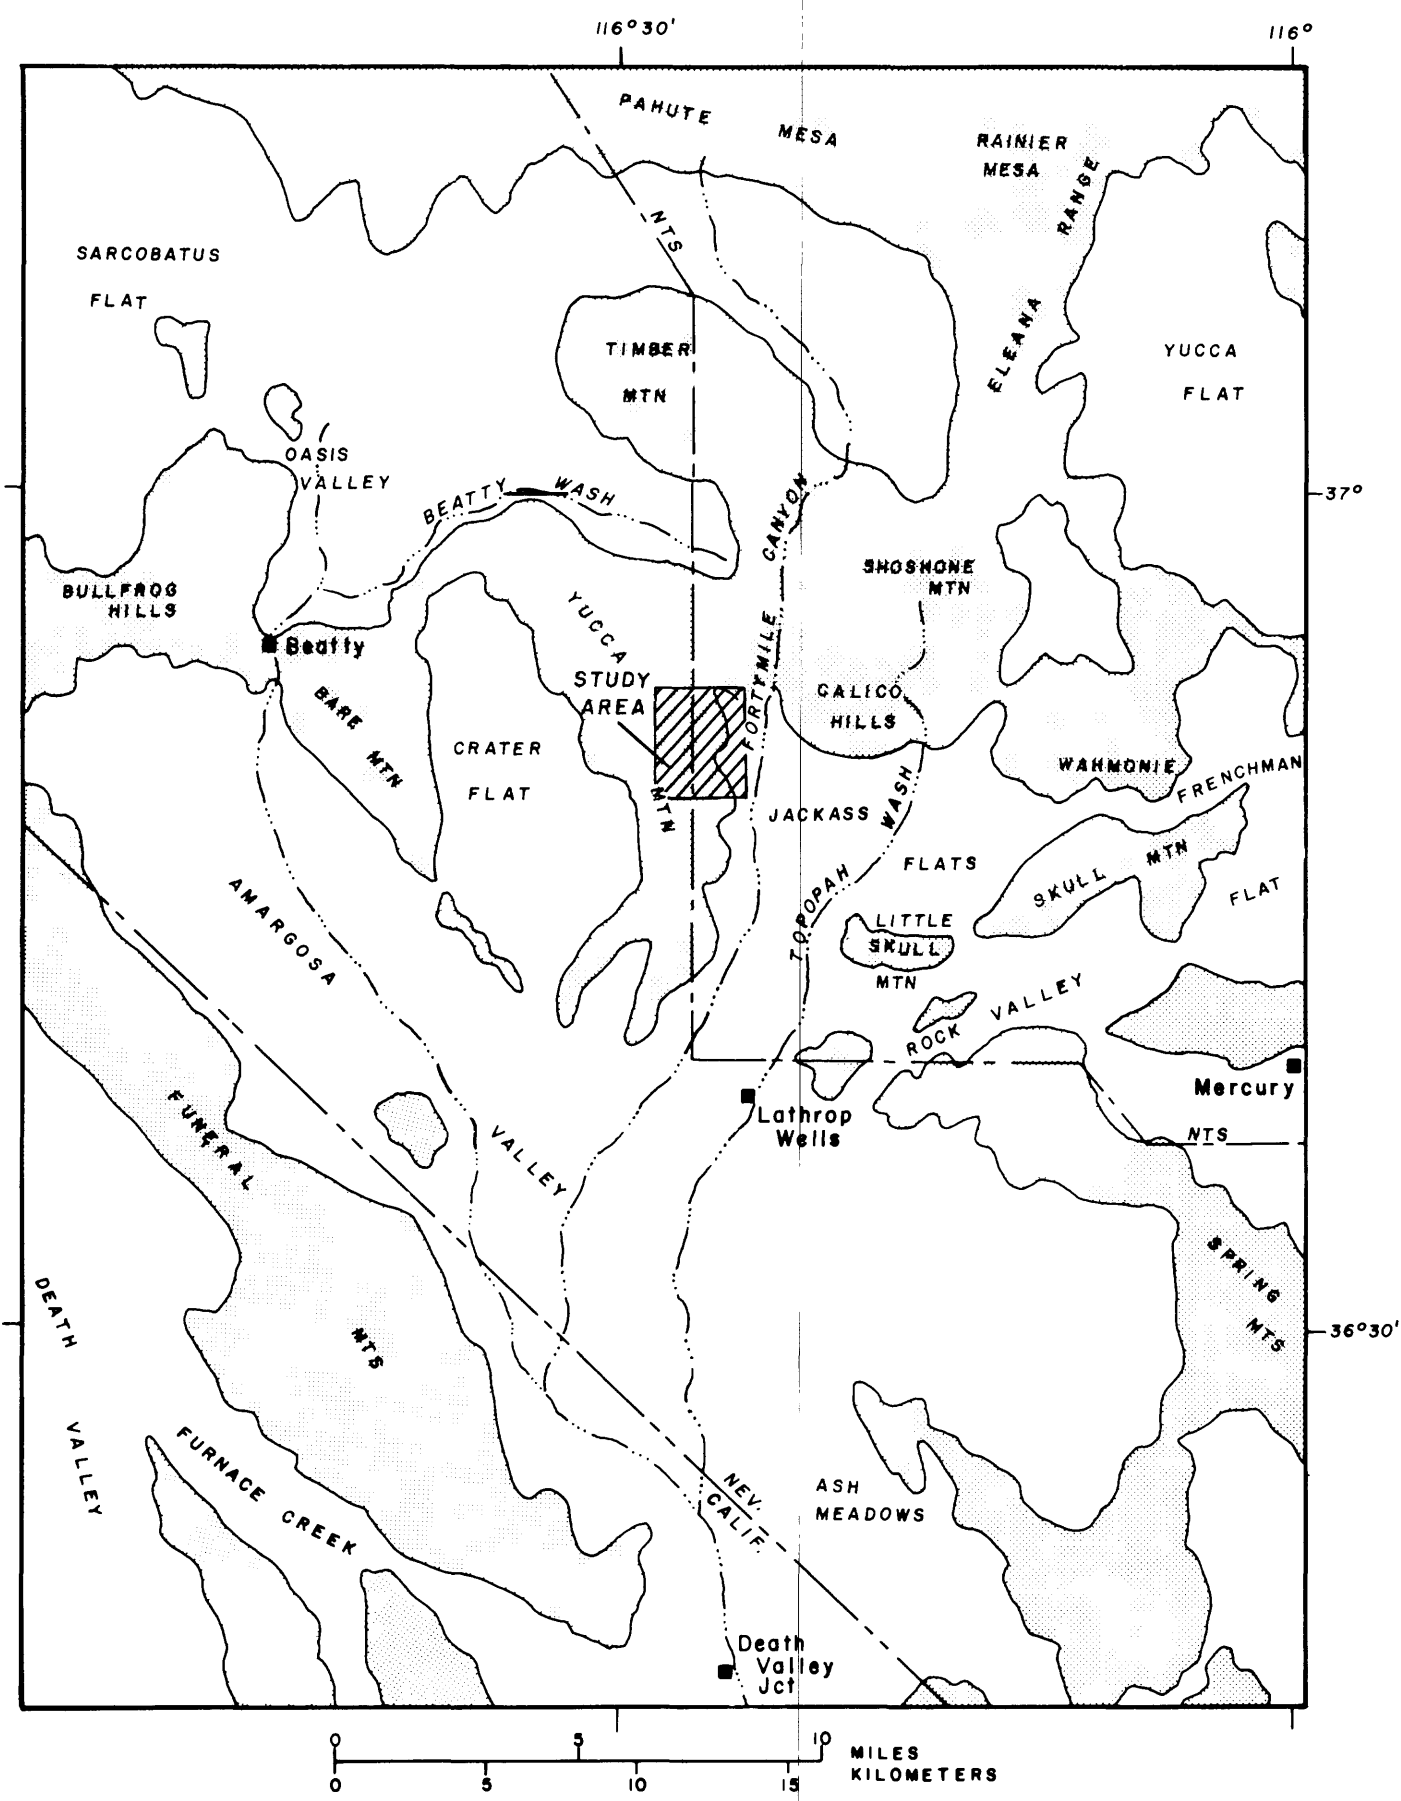 116°30'
116°
PAHUTE MESA
RAINIER
MESA
ELEANA RANGE
NTS
SARCOBATUS
FLAT
TIMBER
MTN
YUCCA
FLAT
OASIS
VALLEY
BEATTY WASH
37°
FORTYMILE CANYON
SHOSHONE
MTN
BULLFROG
HILLS
Beatty
YUCCA MTN
STUDY
AREA
CALICO
HILLS
BARE MTN
CRATER
FLAT
WAHMONIE
FRENCHMAN FLAT
JACKASS
FLATS
TOPOPAH WASH
SKULL MTN
LITTLE
SKULL
MTN
AMARGOSA VALLEY
ROCK VALLEY
Mercury
Lathrop
Wells
NTS
FUNERAL MTS
SPRING MTS
36°30'
DEATH VALLEY
FURNACE CREEK
NEV.
CALIF.
ASH
MEADOWS
Death
Valley
Jct
0 5 10
MILES
KILOMETERS
0 5 10 15